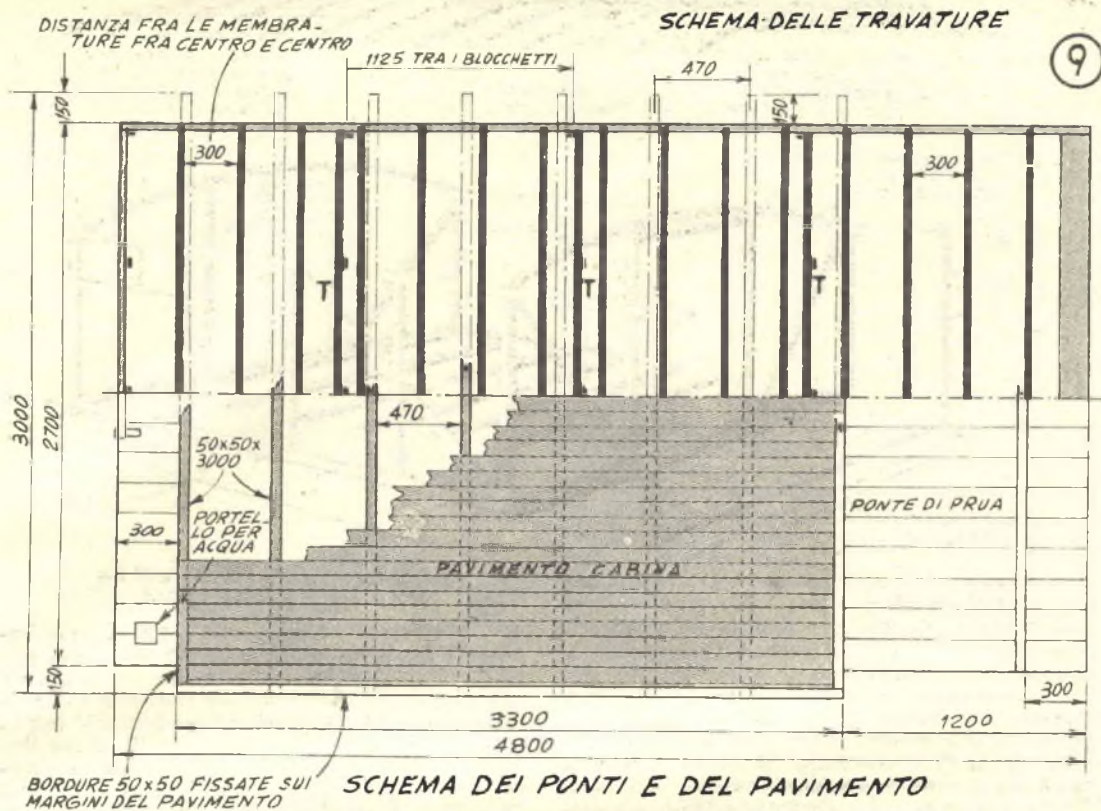 SCHEMA DELLE TRAVATURE
9
DISTANZA FRA LE MEMBRA-
TURE FRA CENTRO E CENTRO
1125 TRA I BLOCCHETTI
470
150
150
300
300
T
T
T
3000
2700
470
50x50x
3000
PORTEL-
LO PER
ACQUA
300
PONTE DI PRUA
PAVIMENTO CABINA
150
300
3300
1200
4800
BORDURE 50x50 FISSATE SUI
MARGINI DEL PAVIMENTO
SCHEMA DEI PONTI E DEL PAVIMENTO